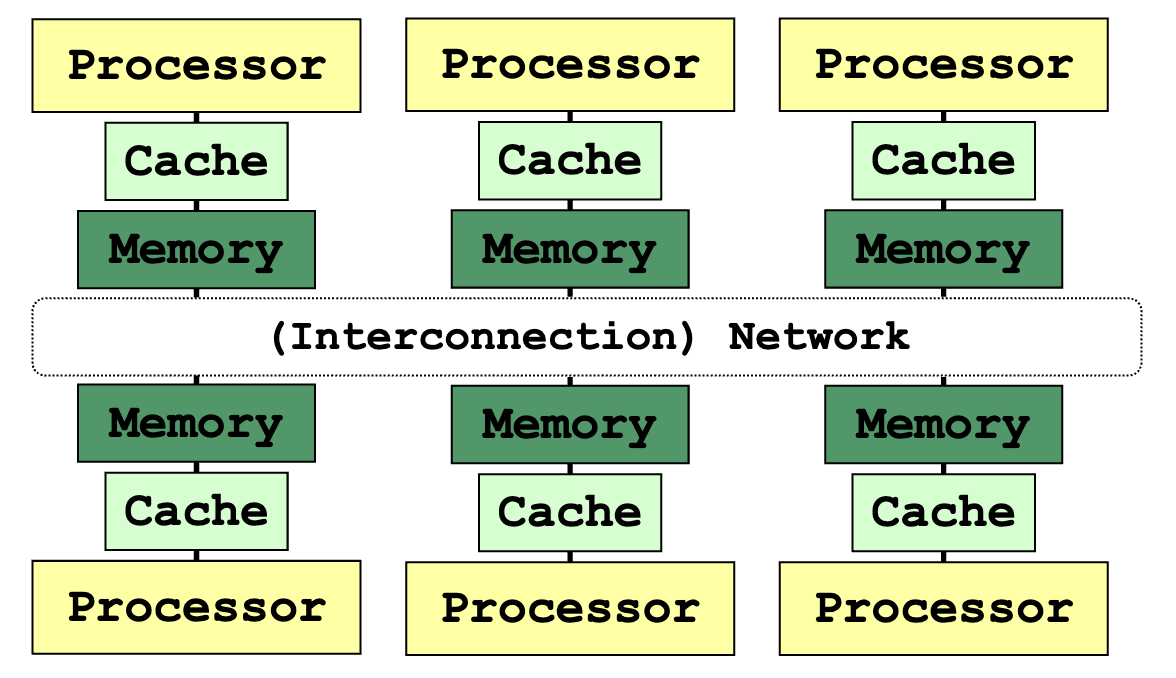 Processor Processor Processor
Cache Cache Cache
Memory Memory Memory
(Interconnection) Network
Memory Memory Memory
Cache Cache Cache
Processor Processor Processor